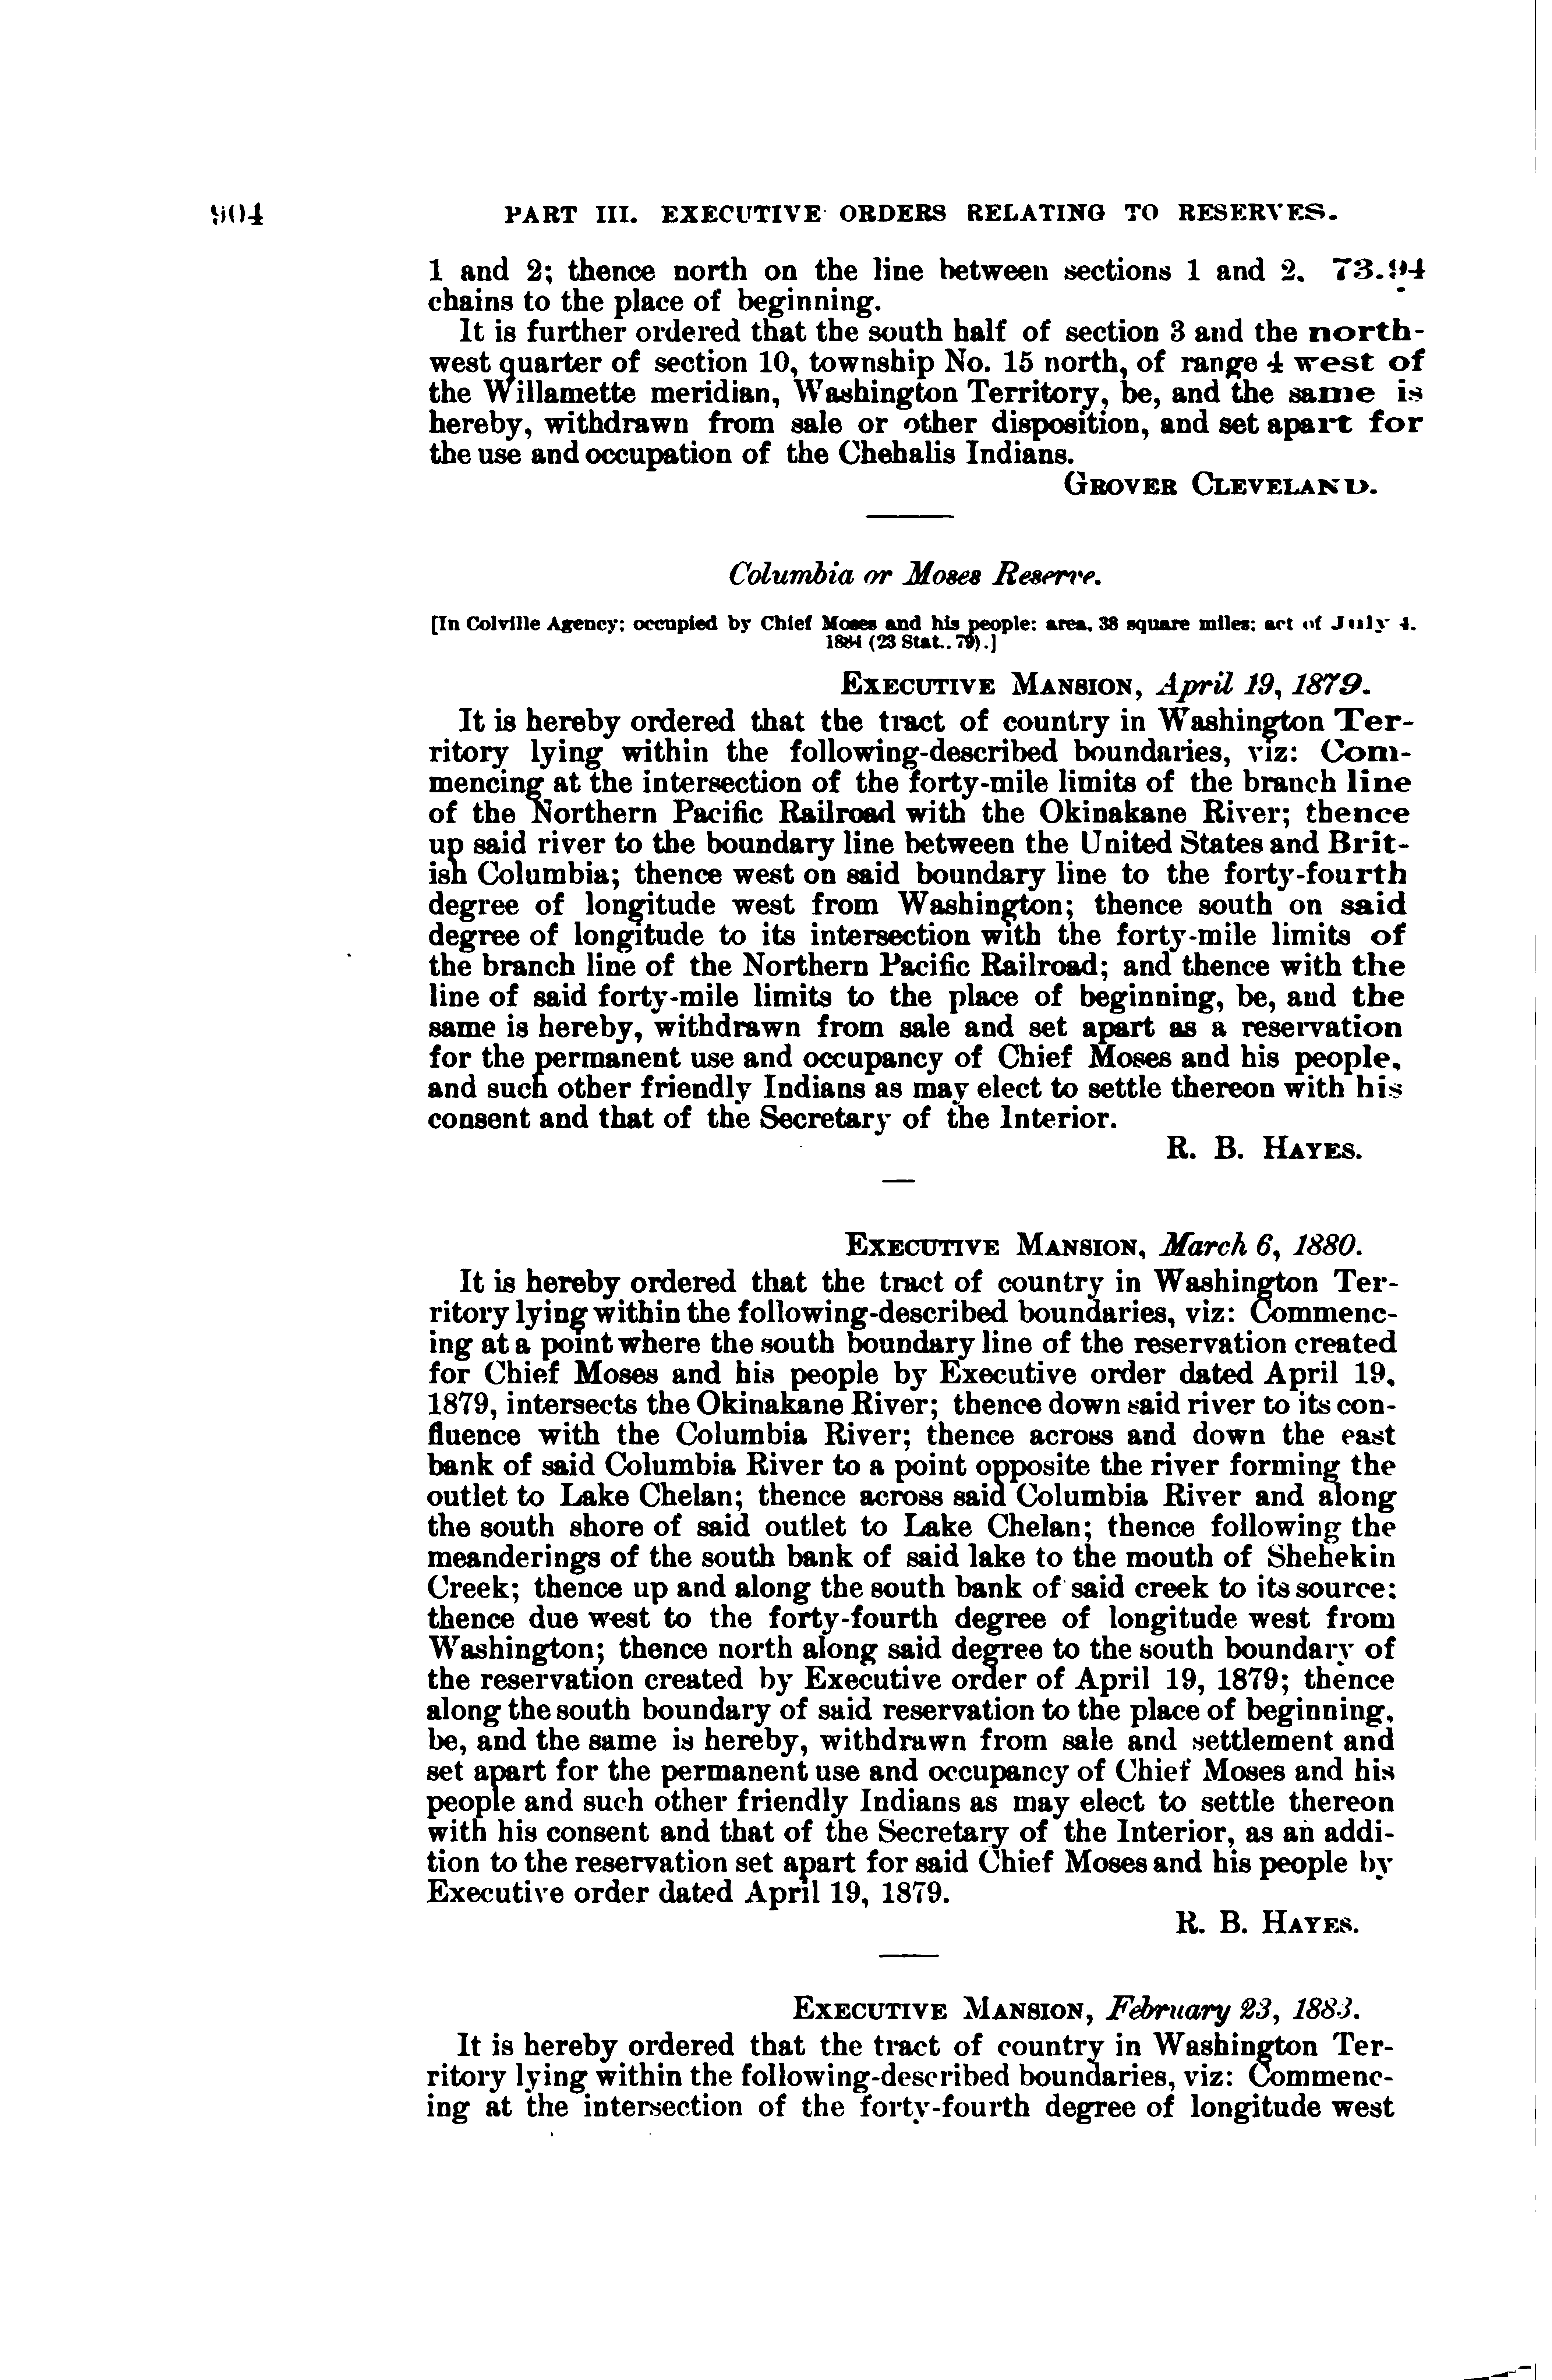 904 PART III. EXECUTIVE ORDERS RELATING TO RESERVES.
1 and 2; thence north on the line between sections 1 and 2, 73.94
chains to the place of beginning.
It is further ordered that the south half of section 3 and the north-
west quarter of section 10, township No. 15 north, of range 4 west of
the Willamette meridian, Washington Territory, be, and the same is
hereby, withdrawn from sale or other disposition, and set apart for
the use and occupation of the Chehalis Indians.
GROVER CLEVELAND.
Columbia or Moses Reserve.
[In Colville Agency; occupied by Chief Moses and his people; area, 38 square miles; act of July 4,
1884 (23 Stat., 79).]
EXECUTIVE MANSION, April 19, 1879.
It is hereby ordered that the tract of country in Washington Ter-
ritory lying within the following-described boundaries, viz: Com-
mencing at the intersection of the forty-mile limits of the branch line
of the Northern Pacific Railroad with the Okinakane River; thence
up said river to the boundary line between the United States and Brit-
ish Columbia; thence west on said boundary line to the forty-fourth
degree of longitude west from Washington; thence south on said
degree of longitude to its intersection with the forty-mile limits of
the branch line of the Northern Pacific Railroad; and thence with the
line of said forty-mile limits to the place of beginning, be, and the
same is hereby, withdrawn from sale and set apart as a reservation
for the permanent use and occupancy of Chief Moses and his people,
and such other friendly Indians as may elect to settle thereon with his
consent and that of the Secretary of the Interior.
R. B. HAYES.
EXECUTIVE MANSION, March 6, 1880.
It is hereby ordered that the tract of country in Washington Ter-
ritory lying within the following-described boundaries, viz: Commenc-
ing at a point where the south boundary line of the reservation created
for Chief Moses and his people by Executive order dated April 19,
1879, intersects the Okinakane River; thence down said river to its con-
fluence with the Columbia River; thence across and down the east
bank of said Columbia River to a point opposite the river forming the
outlet to Lake Chelan; thence across said Columbia River and along
the south shore of said outlet to Lake Chelan; thence following the
meanderings of the south bank of said lake to the mouth of Shehekin
Creek; thence up and along the south bank of said creek to its source;
thence due west to the forty-fourth degree of longitude west from
Washington; thence north along said degree to the south boundary of
the reservation created by Executive order of April 19, 1879; thence
along the south boundary of said reservation to the place of beginning,
be, and the same is hereby, withdrawn from sale and settlement and
set apart for the permanent use and occupancy of Chief Moses and his
people and such other friendly Indians as may elect to settle thereon
with his consent and that of the Secretary of the Interior, as an addi-
tion to the reservation set apart for said Chief Moses and his people by
Executive order dated April 19, 1879.
R. B. HAYES.
EXECUTIVE MANSION, February 23, 1883.
It is hereby ordered that the tract of country in Washington Ter-
ritory lying within the following-described boundaries, viz: Commenc-
ing at the intersection of the forty-fourth degree of longitude west